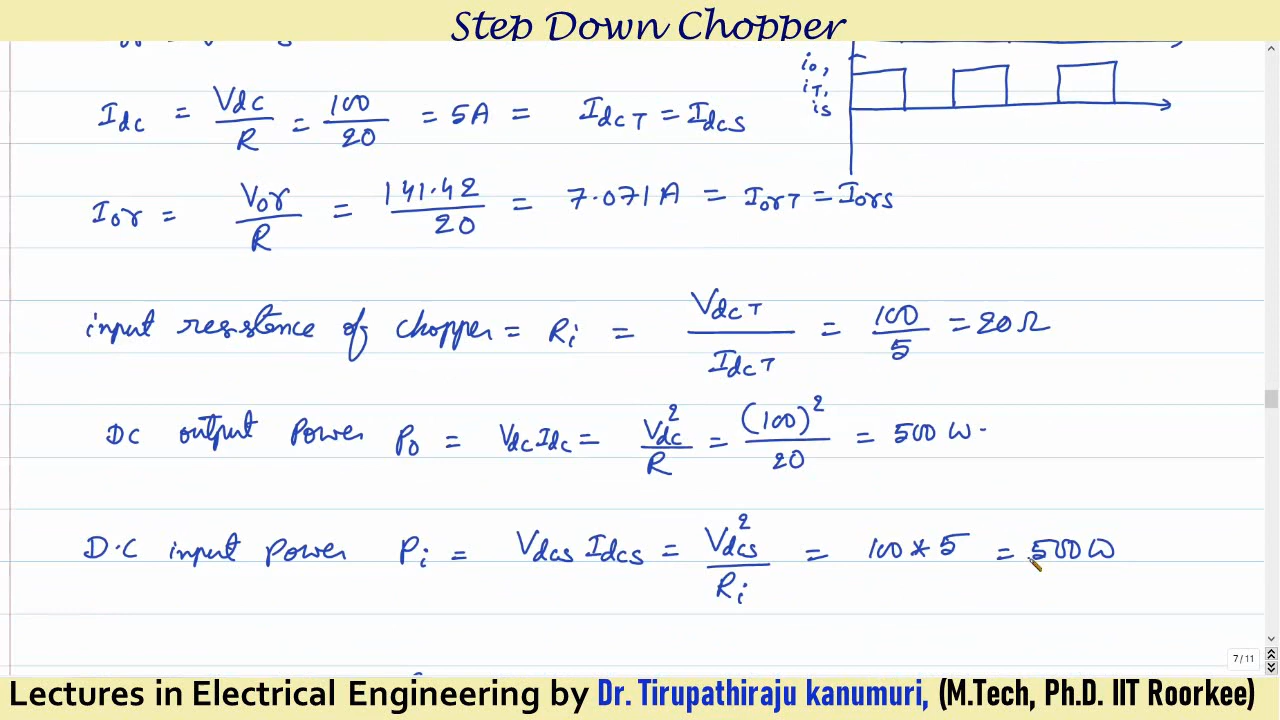 Step Down Chopper
io,
iT,
is
Idc = Vdc/R = 100/20 = 5A = IdcT = Idcs
Ior = Vor/R = 141.42/20 = 7.071A = IorT = Iors
input resistence of chopper = Ri = VdcT/IdcT = 100/5 = 20Ω
DC output power Po = Vdc Idc = Vdc²/R = (100)²/20 = 500 W.
D.C input power Pi = Vdcs Idcs = Vdcs²/Ri = 100*5 = 500W
7/11
Lectures in Electrical Engineering by Dr. Tirupathiraju kanumuri, (M.Tech, Ph.D. IIT Roorkee)